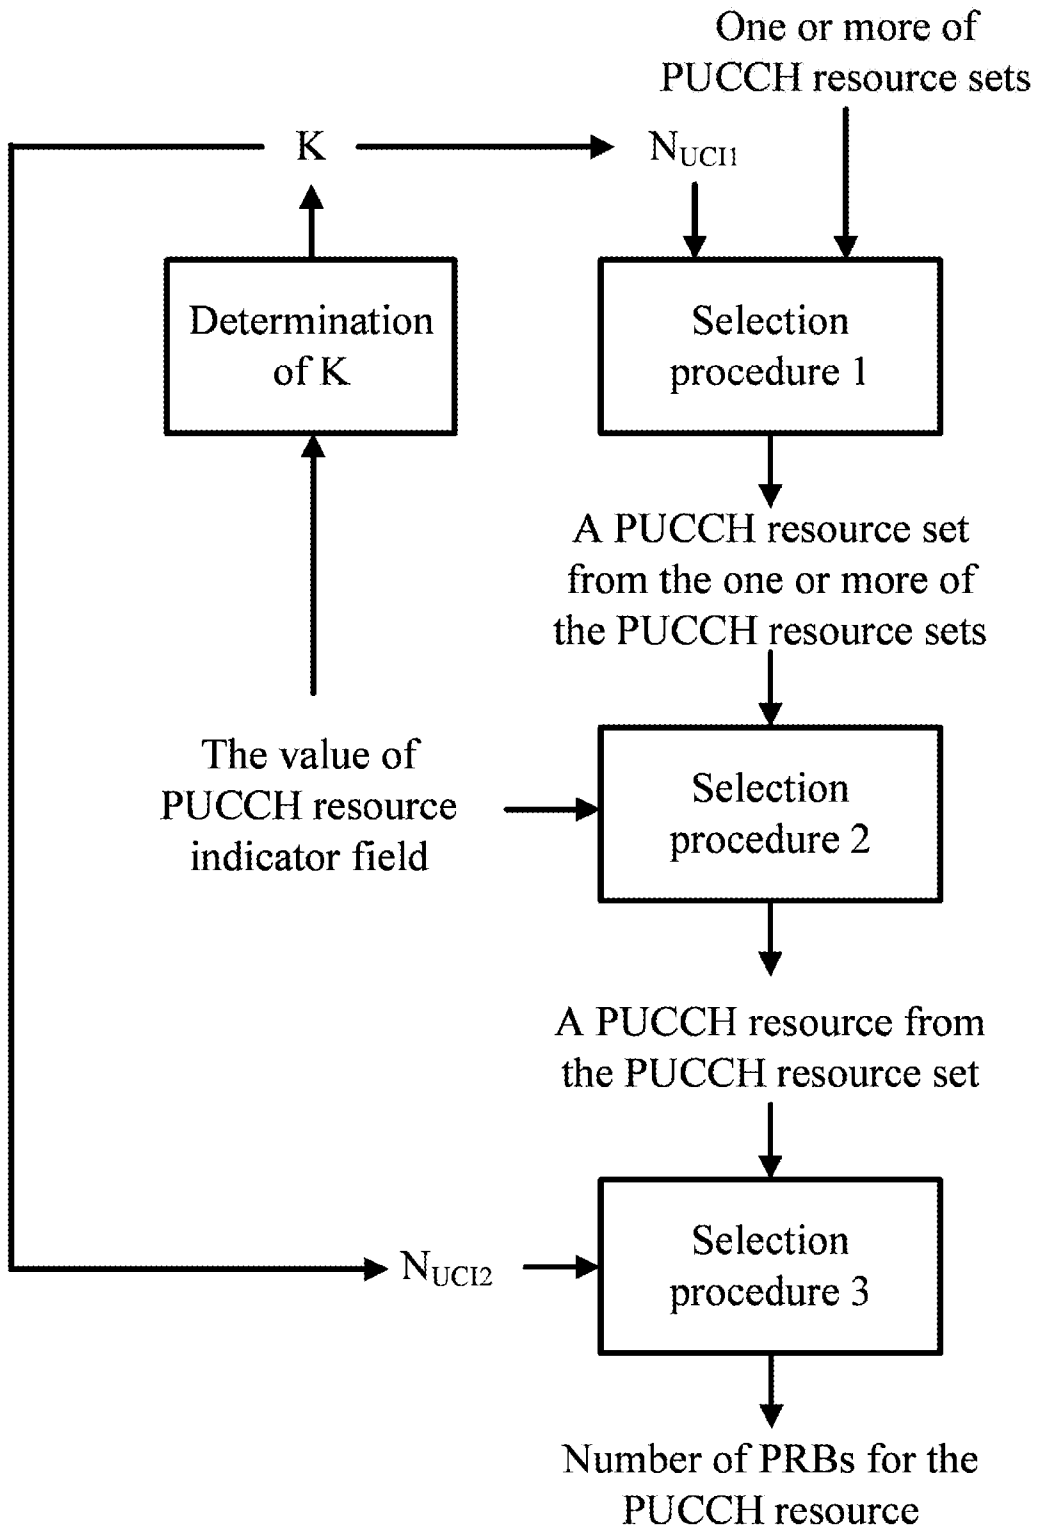 One or more of
PUCCH resource sets
K
NUCI1
Determination
of K
Selection
procedure 1
A PUCCH resource set
from the one or more of
the PUCCH resource sets
The value of
PUCCH resource
indicator field
Selection
procedure 2
A PUCCH resource from
the PUCCH resource set
NUCI2
Selection
procedure 3
Number of PRBs for the
PUCCH resource